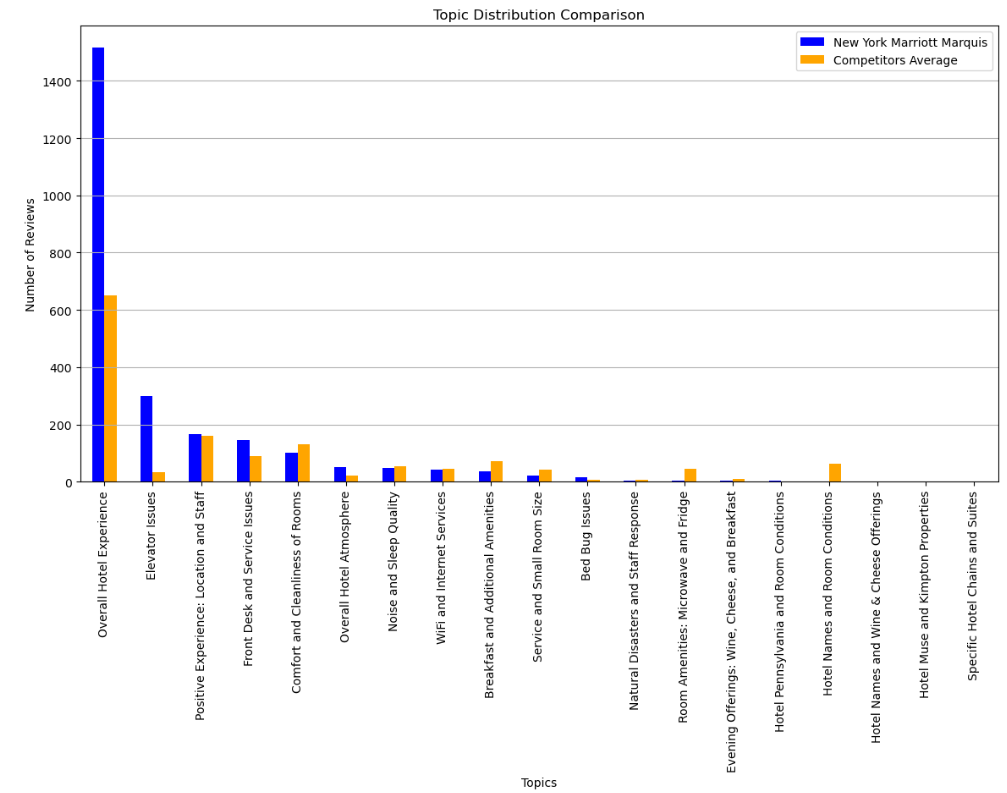 Topic Distribution Comparison
New York Marriott Marquis
Competitors Average
Number of Reviews
1400
1200
1000
800
600
400
200
0
Overall Hotel Experience
Elevator Issues
Positive Experience: Location and Staff
Front Desk and Service Issues
Comfort and Cleanliness of Rooms
Overall Hotel Atmosphere
Noise and Sleep Quality
WiFi and Internet Services
Breakfast and Additional Amenities
Service and Small Room Size
Bed Bug Issues
Natural Disasters and Staff Response
Room Amenities: Microwave and Fridge
Evening Offerings: Wine, Cheese, and Breakfast
Hotel Pennsylvania and Room Conditions
Hotel Names and Room Conditions
Hotel Names and Wine & Cheese Offerings
Hotel Muse and Kimpton Properties
Specific Hotel Chains and Suites
Topics